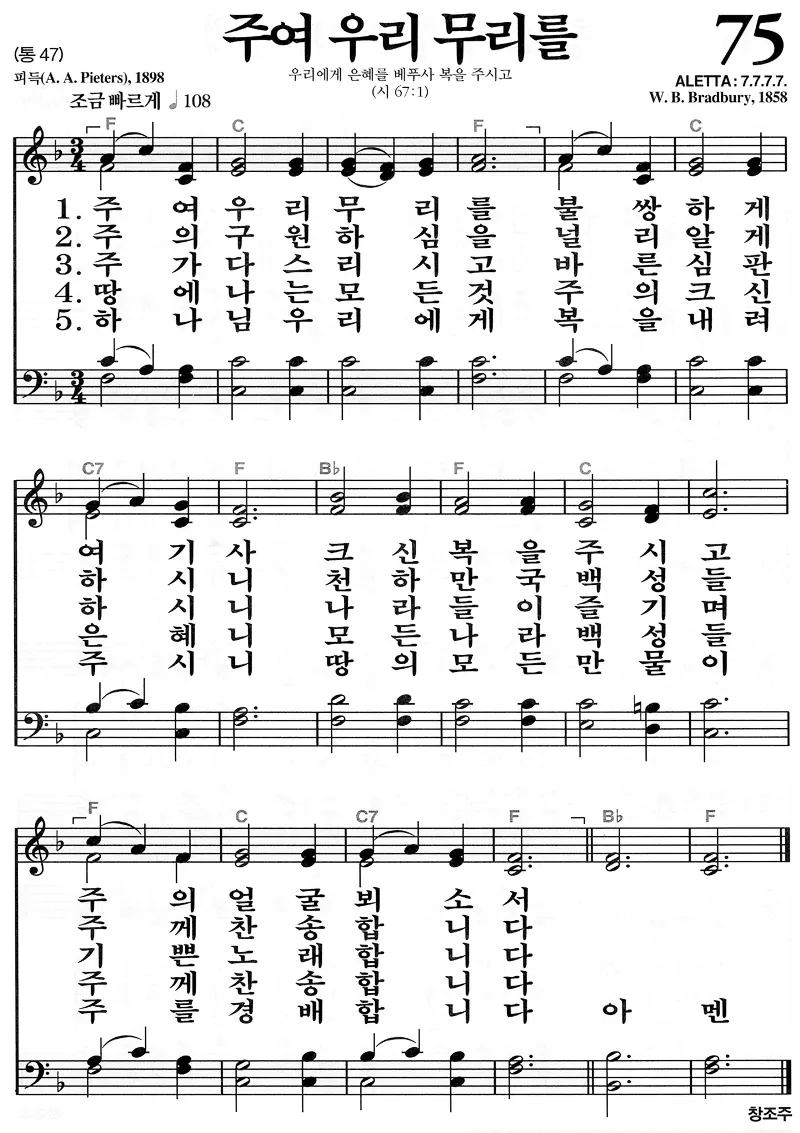 주여 우리 무리를
75
(통 47)
피득(A. A. Pieters), 1898
우리에게 은혜를 베푸사 복을 주시고
(시 67:1)
ALETTA : 7.7.7.7.
W. B. Bradbury, 1858
조금 빠르게 ♩108
F C F C
1. 주 여 우 리 무 리 를 불 쌍 하 게
2. 주 의 구 원 하 심 을 널 리 알 게
3. 주 가 다 스 리 시 고 바 른 심 판
4. 땅 에 나 는 모 든 것 주 의 크 신
5. 하 나 님 우 리 에 게 복 을 내 려
C7 F B♭ F C
여 기 사 크 신 복 을 주 시 고
하 시 니 천 하 만 국 백 성 들
하 시 니 나 라 들 이 즐 기 며
은 혜 니 모 든 나 라 백 성 들
주 시 니 땅 의 모 든 만 물 이
F C C7 F B♭ F
주 의 얼 굴 뵈 소 서
주 께 찬 송 합 니 다
기 쁜 노 래 합 니 다
주 께 찬 송 합 니 다
주 를 경 배 합 니 다 아 멘
창조주